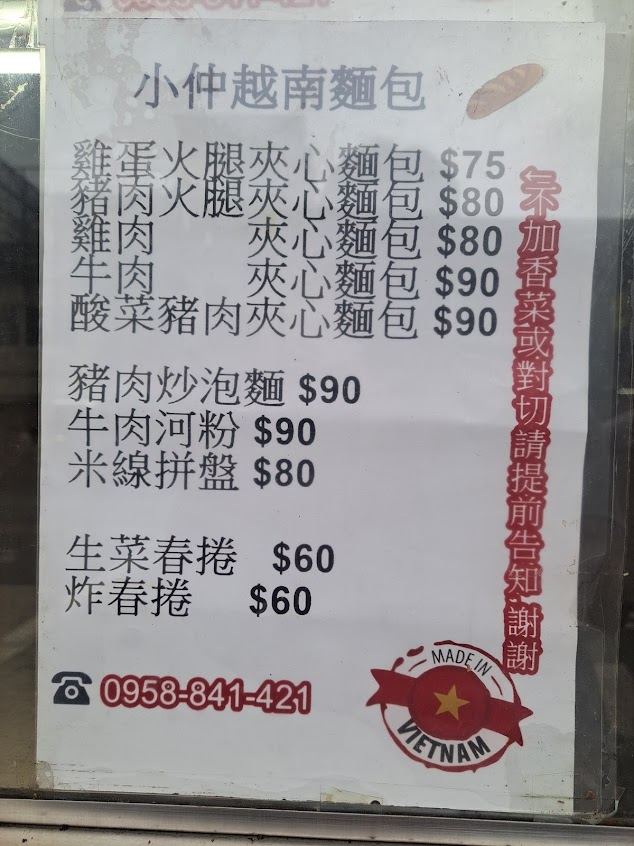 小仲越南麵包
雞蛋火腿夾心麵包 $75
豬肉火腿夾心麵包 $80
雞肉 夾心麵包 $80
牛肉 夾心麵包 $90
酸菜豬肉夾心麵包 $90
豬肉炒泡麵 $90
牛肉河粉 $90
米線拼盤 $80
生菜春捲 $60
炸春捲 $60
不加香菜或對切請提前告知 謝謝
0958-841-421
MADE IN
VIETNAM